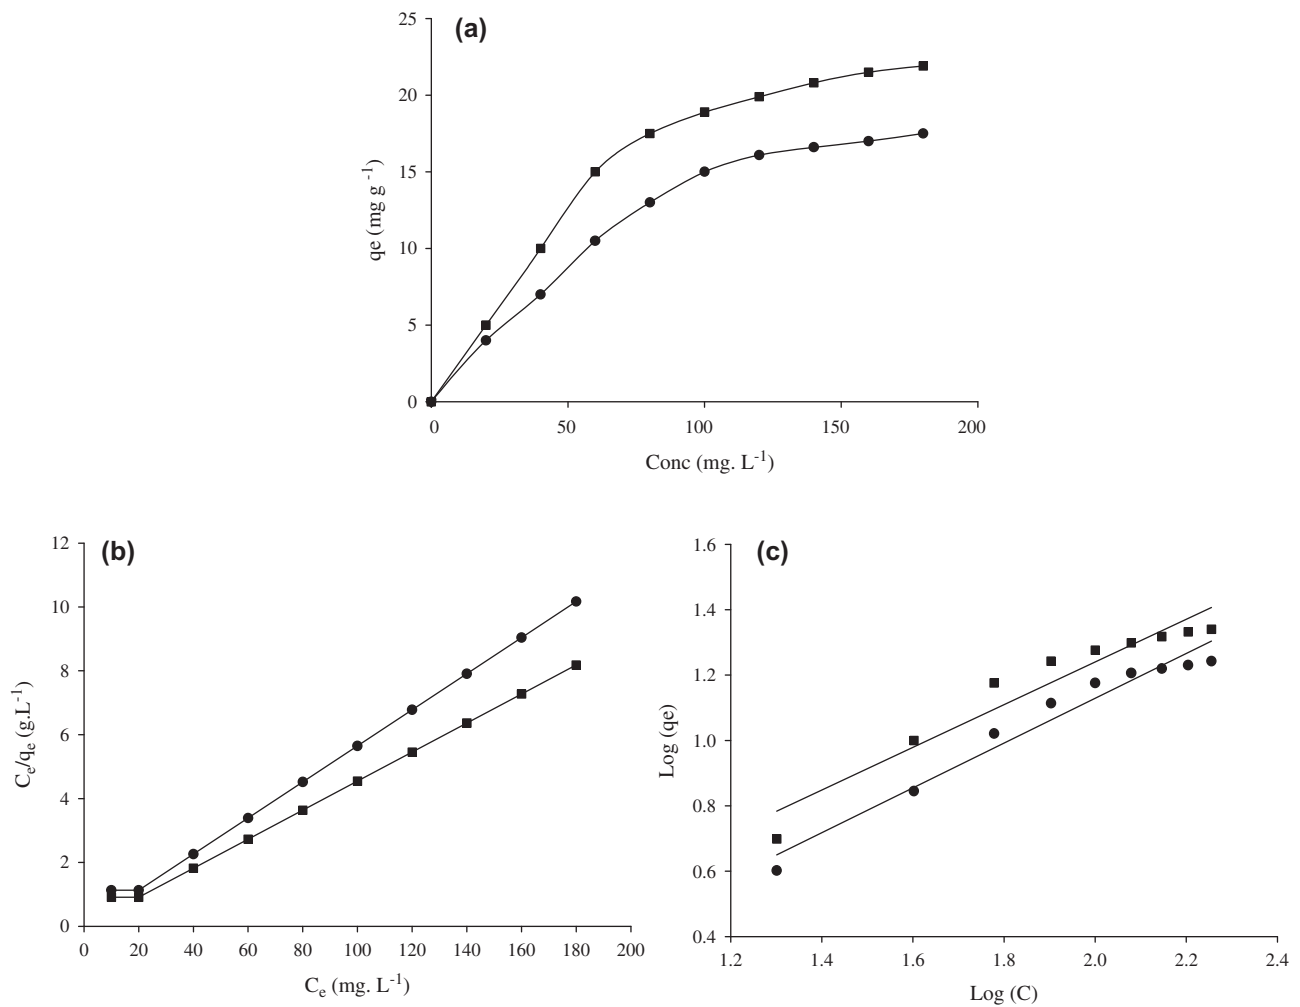 (a)
25
20
15
10
5
0
qe (mg g⁻¹)
0 50 100 150 200
Conc (mg. L⁻¹)
(b)
12
10
8
6
4
2
0
Cₑ/qₑ (g.L⁻¹)
0 20 40 60 80 100 120 140 160 180 200
Cₑ (mg. L⁻¹)
(c)
1.6
1.4
1.2
1.0
0.8
0.6
0.4
Log (qe)
1.2 1.4 1.6 1.8 2.0 2.2 2.4
Log (C)